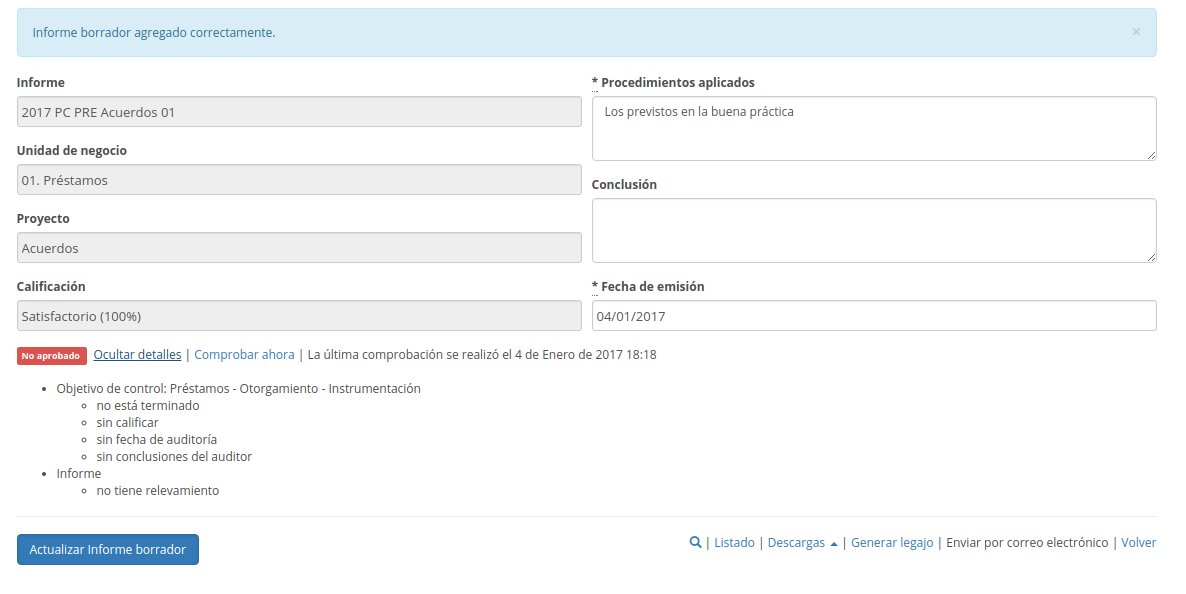 Informe borrador agregado correctamente.
×
Informe
2017 PC PRE Acuerdos 01
Unidad de negocio
01. Préstamos
Proyecto
Acuerdos
Calificación
Satisfactorio (100%)
* Procedimientos aplicados
Los previstos en la buena práctica
Conclusión
* Fecha de emisión
04/01/2017
No aprobado Ocultar detalles | Comprobar ahora | La última comprobación se realizó el 4 de Enero de 2017 18:18
• Objetivo de control: Préstamos - Otorgamiento - Instrumentación
◦ no está terminado
◦ sin calificar
◦ sin fecha de auditoría
◦ sin conclusiones del auditor
• Informe
◦ no tiene relevamiento
Actualizar Informe borrador
| Listado | Descargas | Generar legajo | Enviar por correo electrónico | Volver